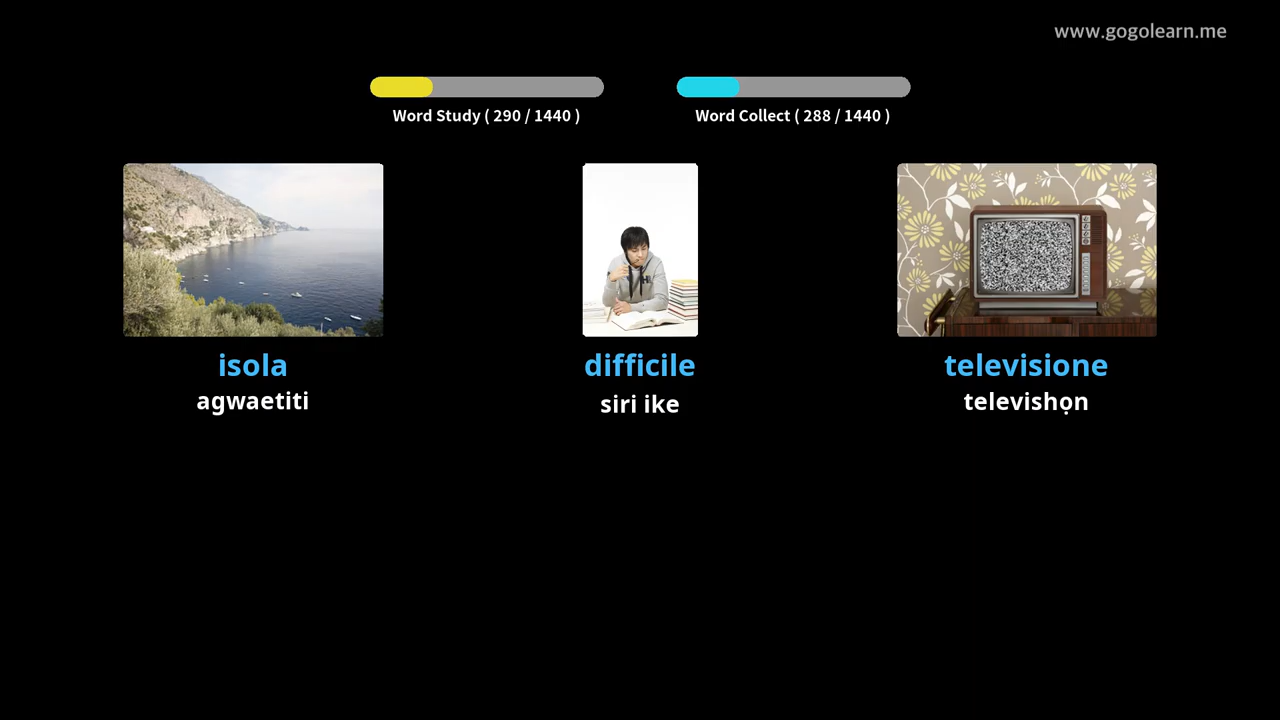 www.gogolearn.me
Word Study ( 290 / 1440 )
Word Collect ( 288 / 1440 )
isola
agwaetiti
difficile
siri ike
televisione
televishọn